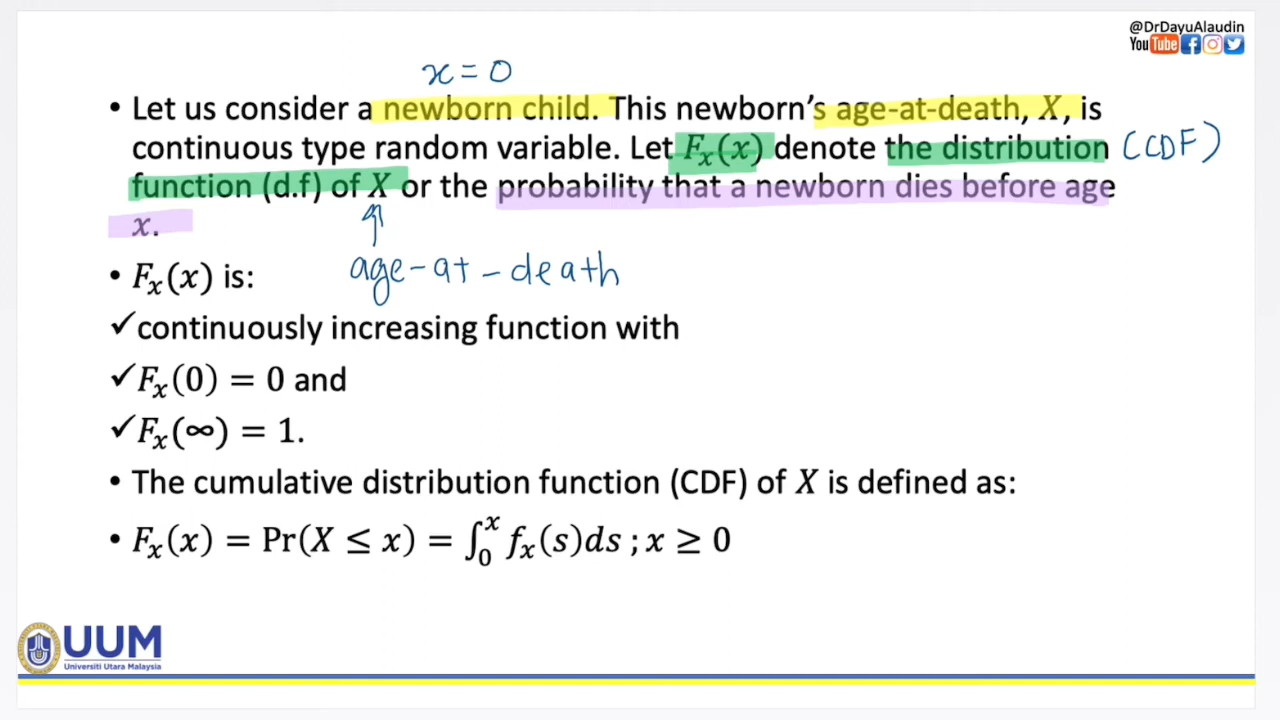 @DrDayuAlaudin
YouTube
x = 0
• Let us consider a newborn child. This newborn's age-at-death, X, is
continuous type random variable. Let Fₓ(x) denote the distribution (CDF)
function (d.f) of X or the probability that a newborn dies before age
x.
age-at-death
• Fₓ(x) is:
✓continuously increasing function with
✓Fₓ(0) = 0 and
✓Fₓ(∞) = 1.
• The cumulative distribution function (CDF) of X is defined as:
• Fₓ(x) = Pr(X ≤ x) = ∫₀ˣ fₓ(s)ds ; x ≥ 0
UUM
Universiti Utara Malaysia